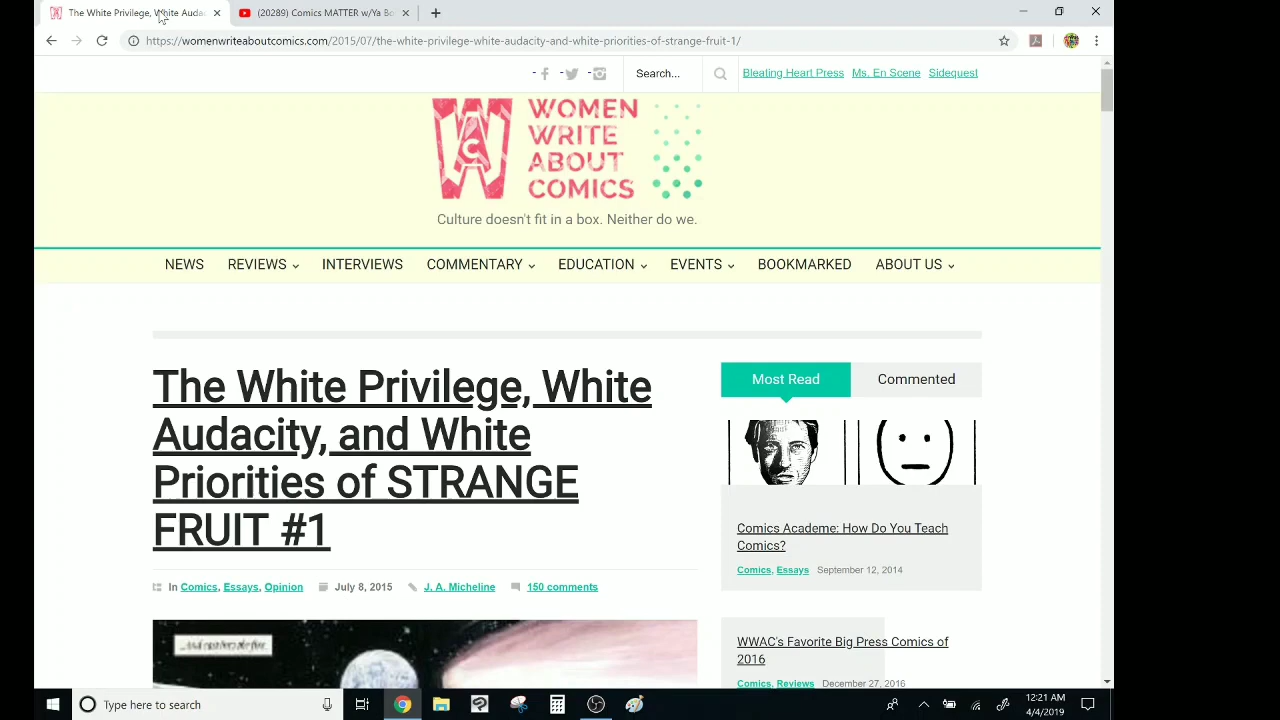 The White Privilege, White Audac
(20289) Comics MATTER w/Ya Bo
https://womenwriteaboutcomics.com/2015/07/the-white-privilege-white-audacity-and-white-priorities-of-strange-fruit-1/
Search...
Bleating Heart Press Ms. En Scene Sidequest
WOMEN
WRITE
ABOUT
COMICS
Culture doesn't fit in a box. Neither do we.
NEWS REVIEWS INTERVIEWS COMMENTARY EDUCATION EVENTS BOOKMARKED ABOUT US
The White Privilege, White
Audacity, and White
Priorities of STRANGE
FRUIT #1
In Comics, Essays, Opinion July 8, 2015 J. A. Micheline 150 comments
Most Read Commented
Comics Academe: How Do You Teach
Comics?
Comics, Essays September 12, 2014
WWAC's Favorite Big Press Comics of
2016
Comics, Reviews December 27, 2016
Type here to search
12:21 AM
4/4/2019